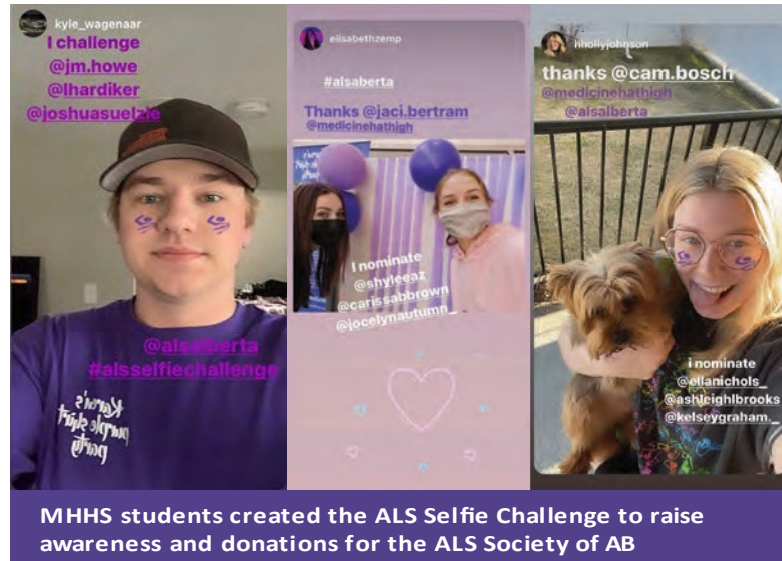 kyle_wagenaar
I challenge
@jm.howe
@lhardiker
@joshuasuelzle
@alsalberta
#alsselfiechallenge
Karen's
purple shirt
party
elisabethzemp
#alsaberta
Thanks @jaci.bertram
@medicinehathigh
I nominate
@shyleeaz
@carissabbrown
@jocelynautumn_
hhollyjohnson
thanks @cam.bosch
@medicinehathigh
@alsalberta
i nominate
@ellanichols_
@ashleighlbrooks
@kelseygraham._
MHHS students created the ALS Selfie Challenge to raise
awareness and donations for the ALS Society of AB